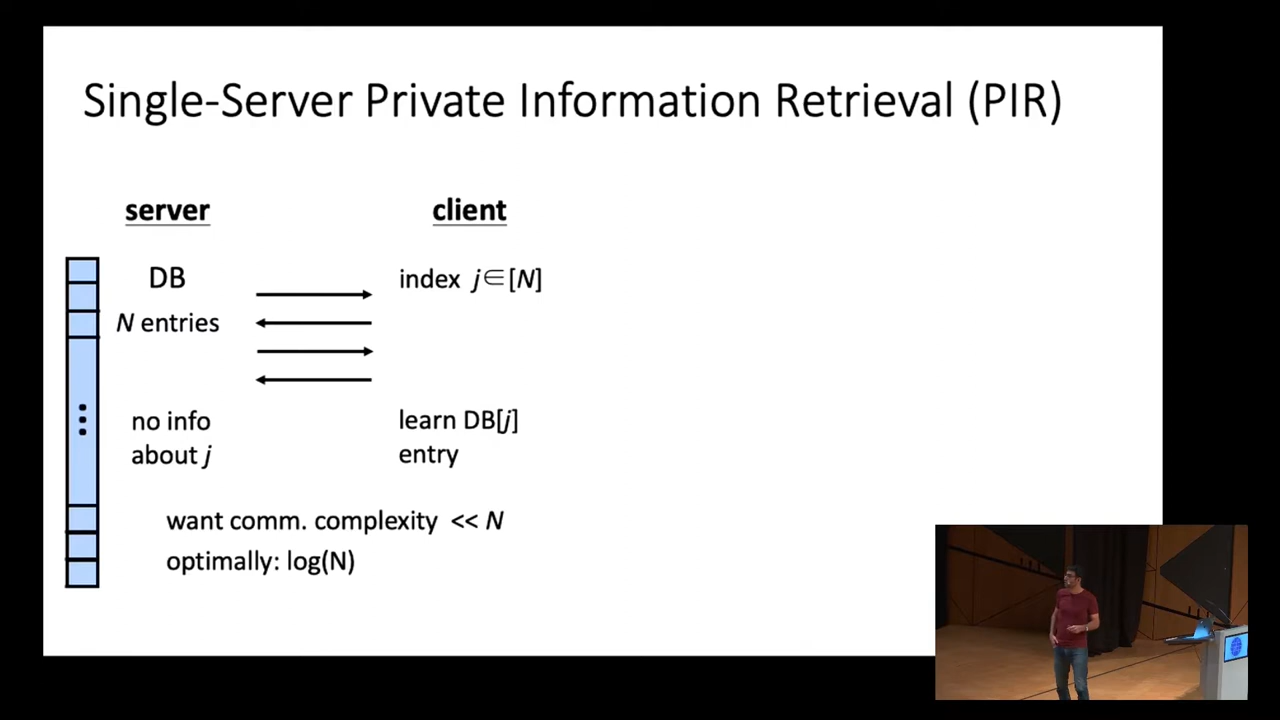 Single-Server Private Information Retrieval (PIR)
server
client
DB
index j∈[N]
N entries
no info
about j
learn DB[j]
entry
want comm. complexity << N
optimally: log(N)